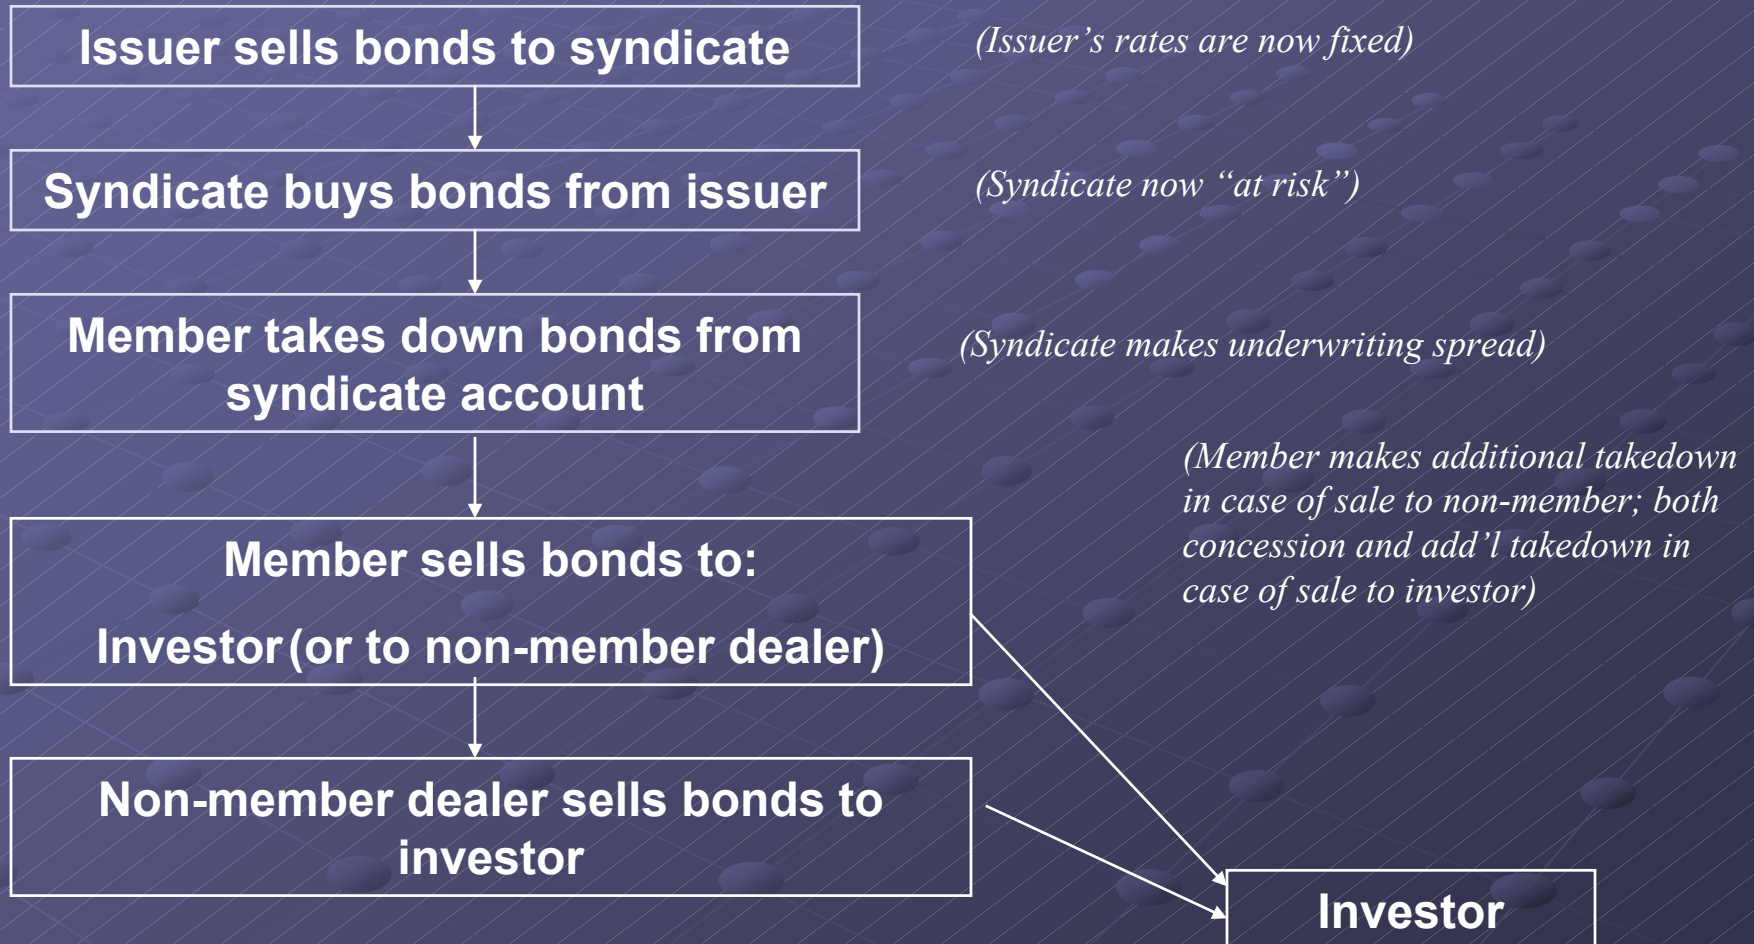 Issuer sells bonds to syndicate
(Issuer’s rates are now fixed)
Syndicate buys bonds from issuer
(Syndicate now “at risk”)
Member takes down bonds from
syndicate account
(Syndicate makes underwriting spread)
(Member makes additional takedown
in case of sale to non-member; both
concession and add’l takedown in
case of sale to investor)
Member sells bonds to:
Investor (or to non-member dealer)
Non-member dealer sells bonds to
investor
Investor